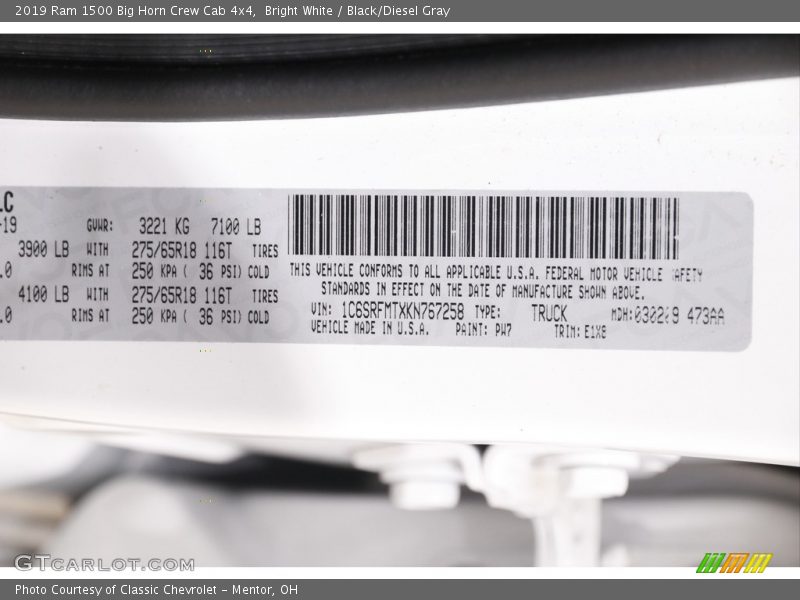 2019 Ram 1500 Big Horn Crew Cab 4x4, Bright White / Black/Diesel Gray
LC
-19
GVWR: 3221 KG 7100 LB
3900 LB WITH 275/65R18 116T TIRES
.0 RIMS AT 250 KPA ( 36 PSI) COLD
4100 LB WITH 275/65R18 116T TIRES
.0 RIMS AT 250 KPA ( 36 PSI) COLD
THIS VEHICLE CONFORMS TO ALL APPLICABLE U.S.A. FEDERAL MOTOR VEHICLE SAFETY
STANDARDS IN EFFECT ON THE DATE OF MANUFACTURE SHOWN ABOVE.
VIN: 1C6SRFMTXKN767258 TYPE: TRUCK MDH: 473AA
VEHICLE MADE IN U.S.A. PAINT: PW7 TRIM: E1X8
GTCARLOT.COM
Photo Courtesy of Classic Chevrolet - Mentor, OH